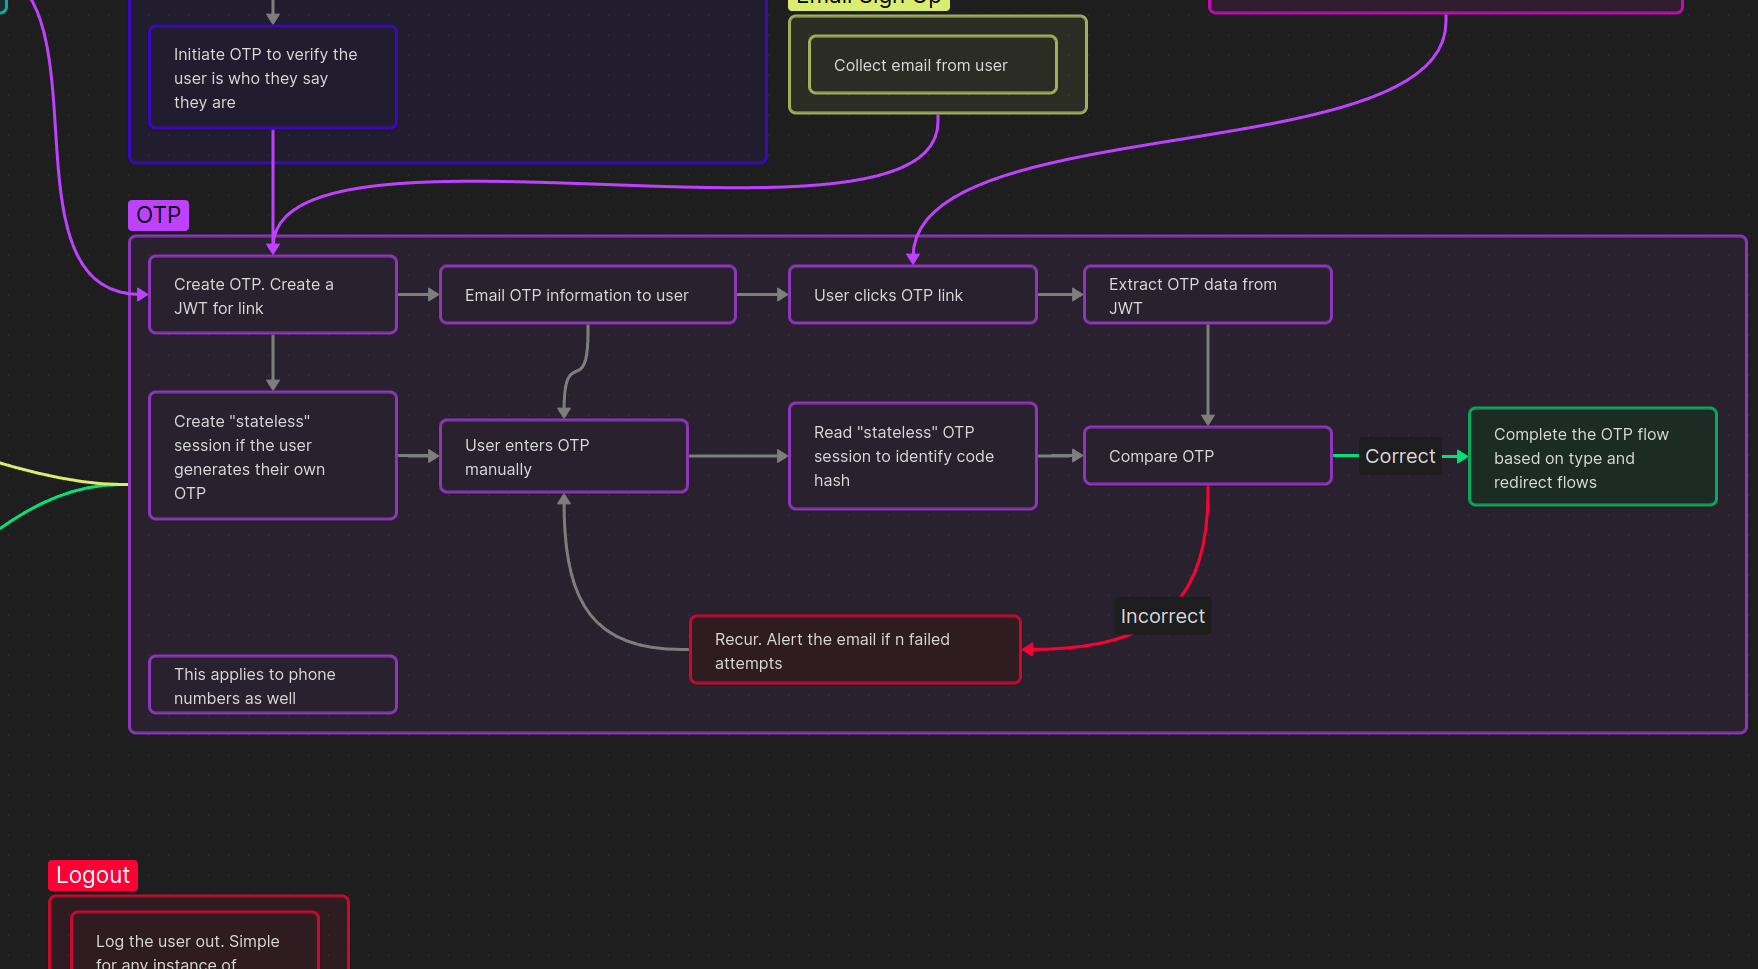 Email Sign Up
Initiate OTP to verify the
user is who they say
they are
Collect email from user
OTP
Create OTP. Create a
JWT for link
Email OTP information to user
User clicks OTP link
Extract OTP data from
JWT
Create "stateless"
session if the user
generates their own
OTP
User enters OTP
manually
Read "stateless" OTP
session to identify code
hash
Compare OTP
Correct
Complete the OTP flow
based on type and
redirect flows
Incorrect
Recur. Alert the email if n failed
attempts
This applies to phone
numbers as well
Logout
Log the user out. Simple
for any instance of